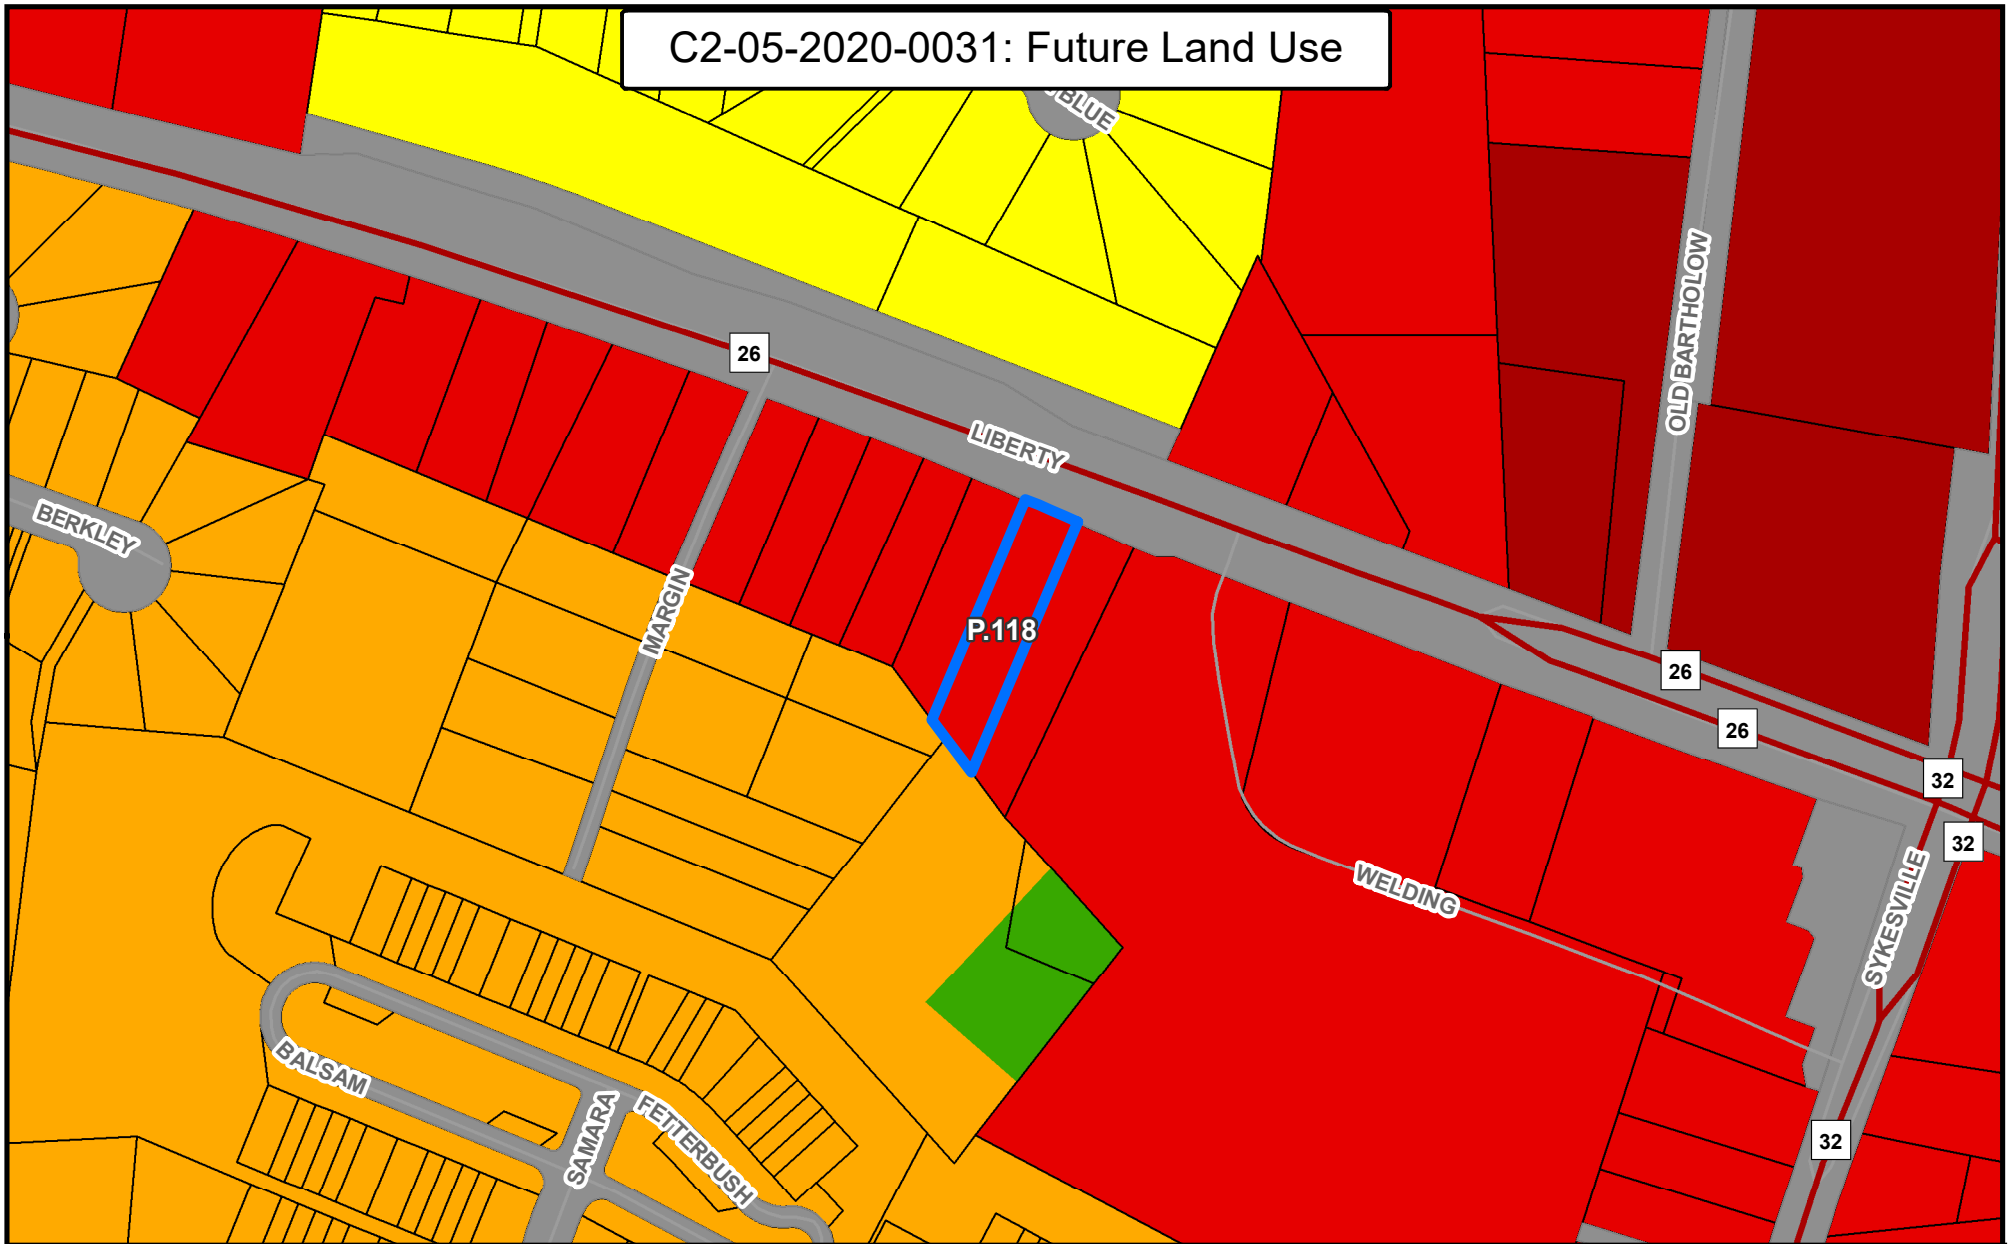 C2-05-2020-0031: Future Land Use
BLUE
OLD BARTHOLOW
26
LIBERTY
BERKLEY
MARGIN
P.118
26
26
32
32
WELDING
SYKESVILLE
BALSAM
SAMARA
FETTERBUSH
32